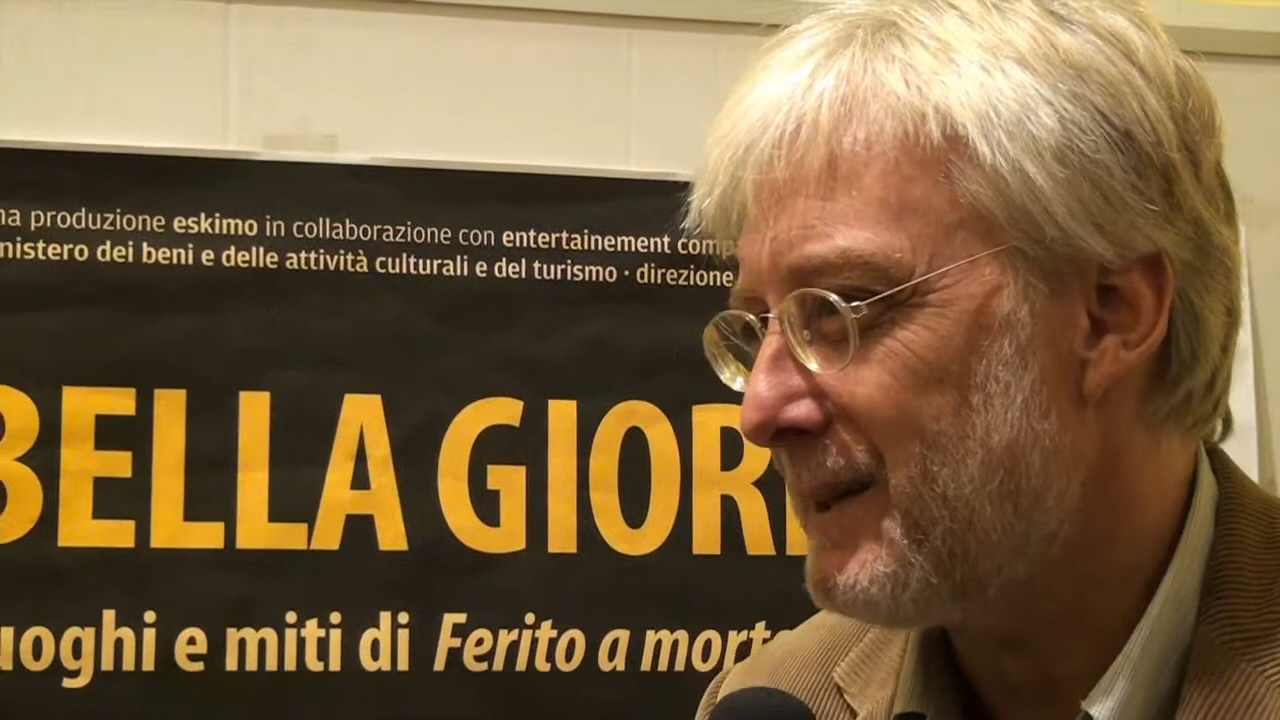 na produzione eskimo in collaborazione con entertainement comp
nistero dei beni e delle attività culturali e del turismo · direzione
BELLA GIOR
uoghi e miti di Ferito a morte